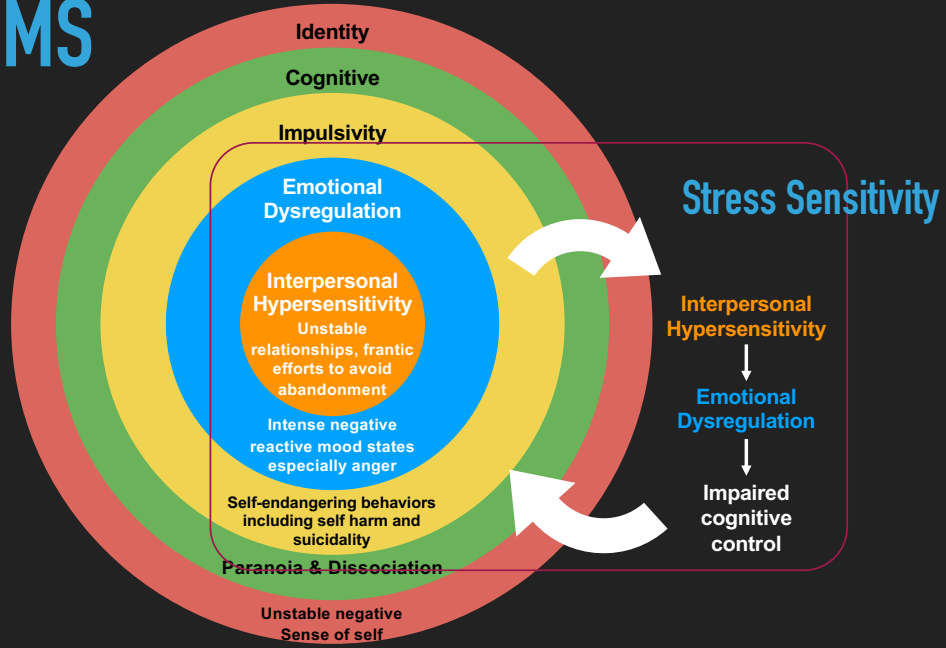 MS
Identity
Cognitive
Impulsivity
Emotional
Dysregulation
Interpersonal
Hypersensitivity
Unstable
relationships, frantic
efforts to avoid
abandonment
Intense negative
reactive mood states
especially anger
Self-endangering behaviors
including self harm and
suicidality
Paranoia & Dissociation
Unstable negative
Sense of self
Stress Sensitivity
Interpersonal
Hypersensitivity
Emotional
Dysregulation
Impaired
cognitive
control